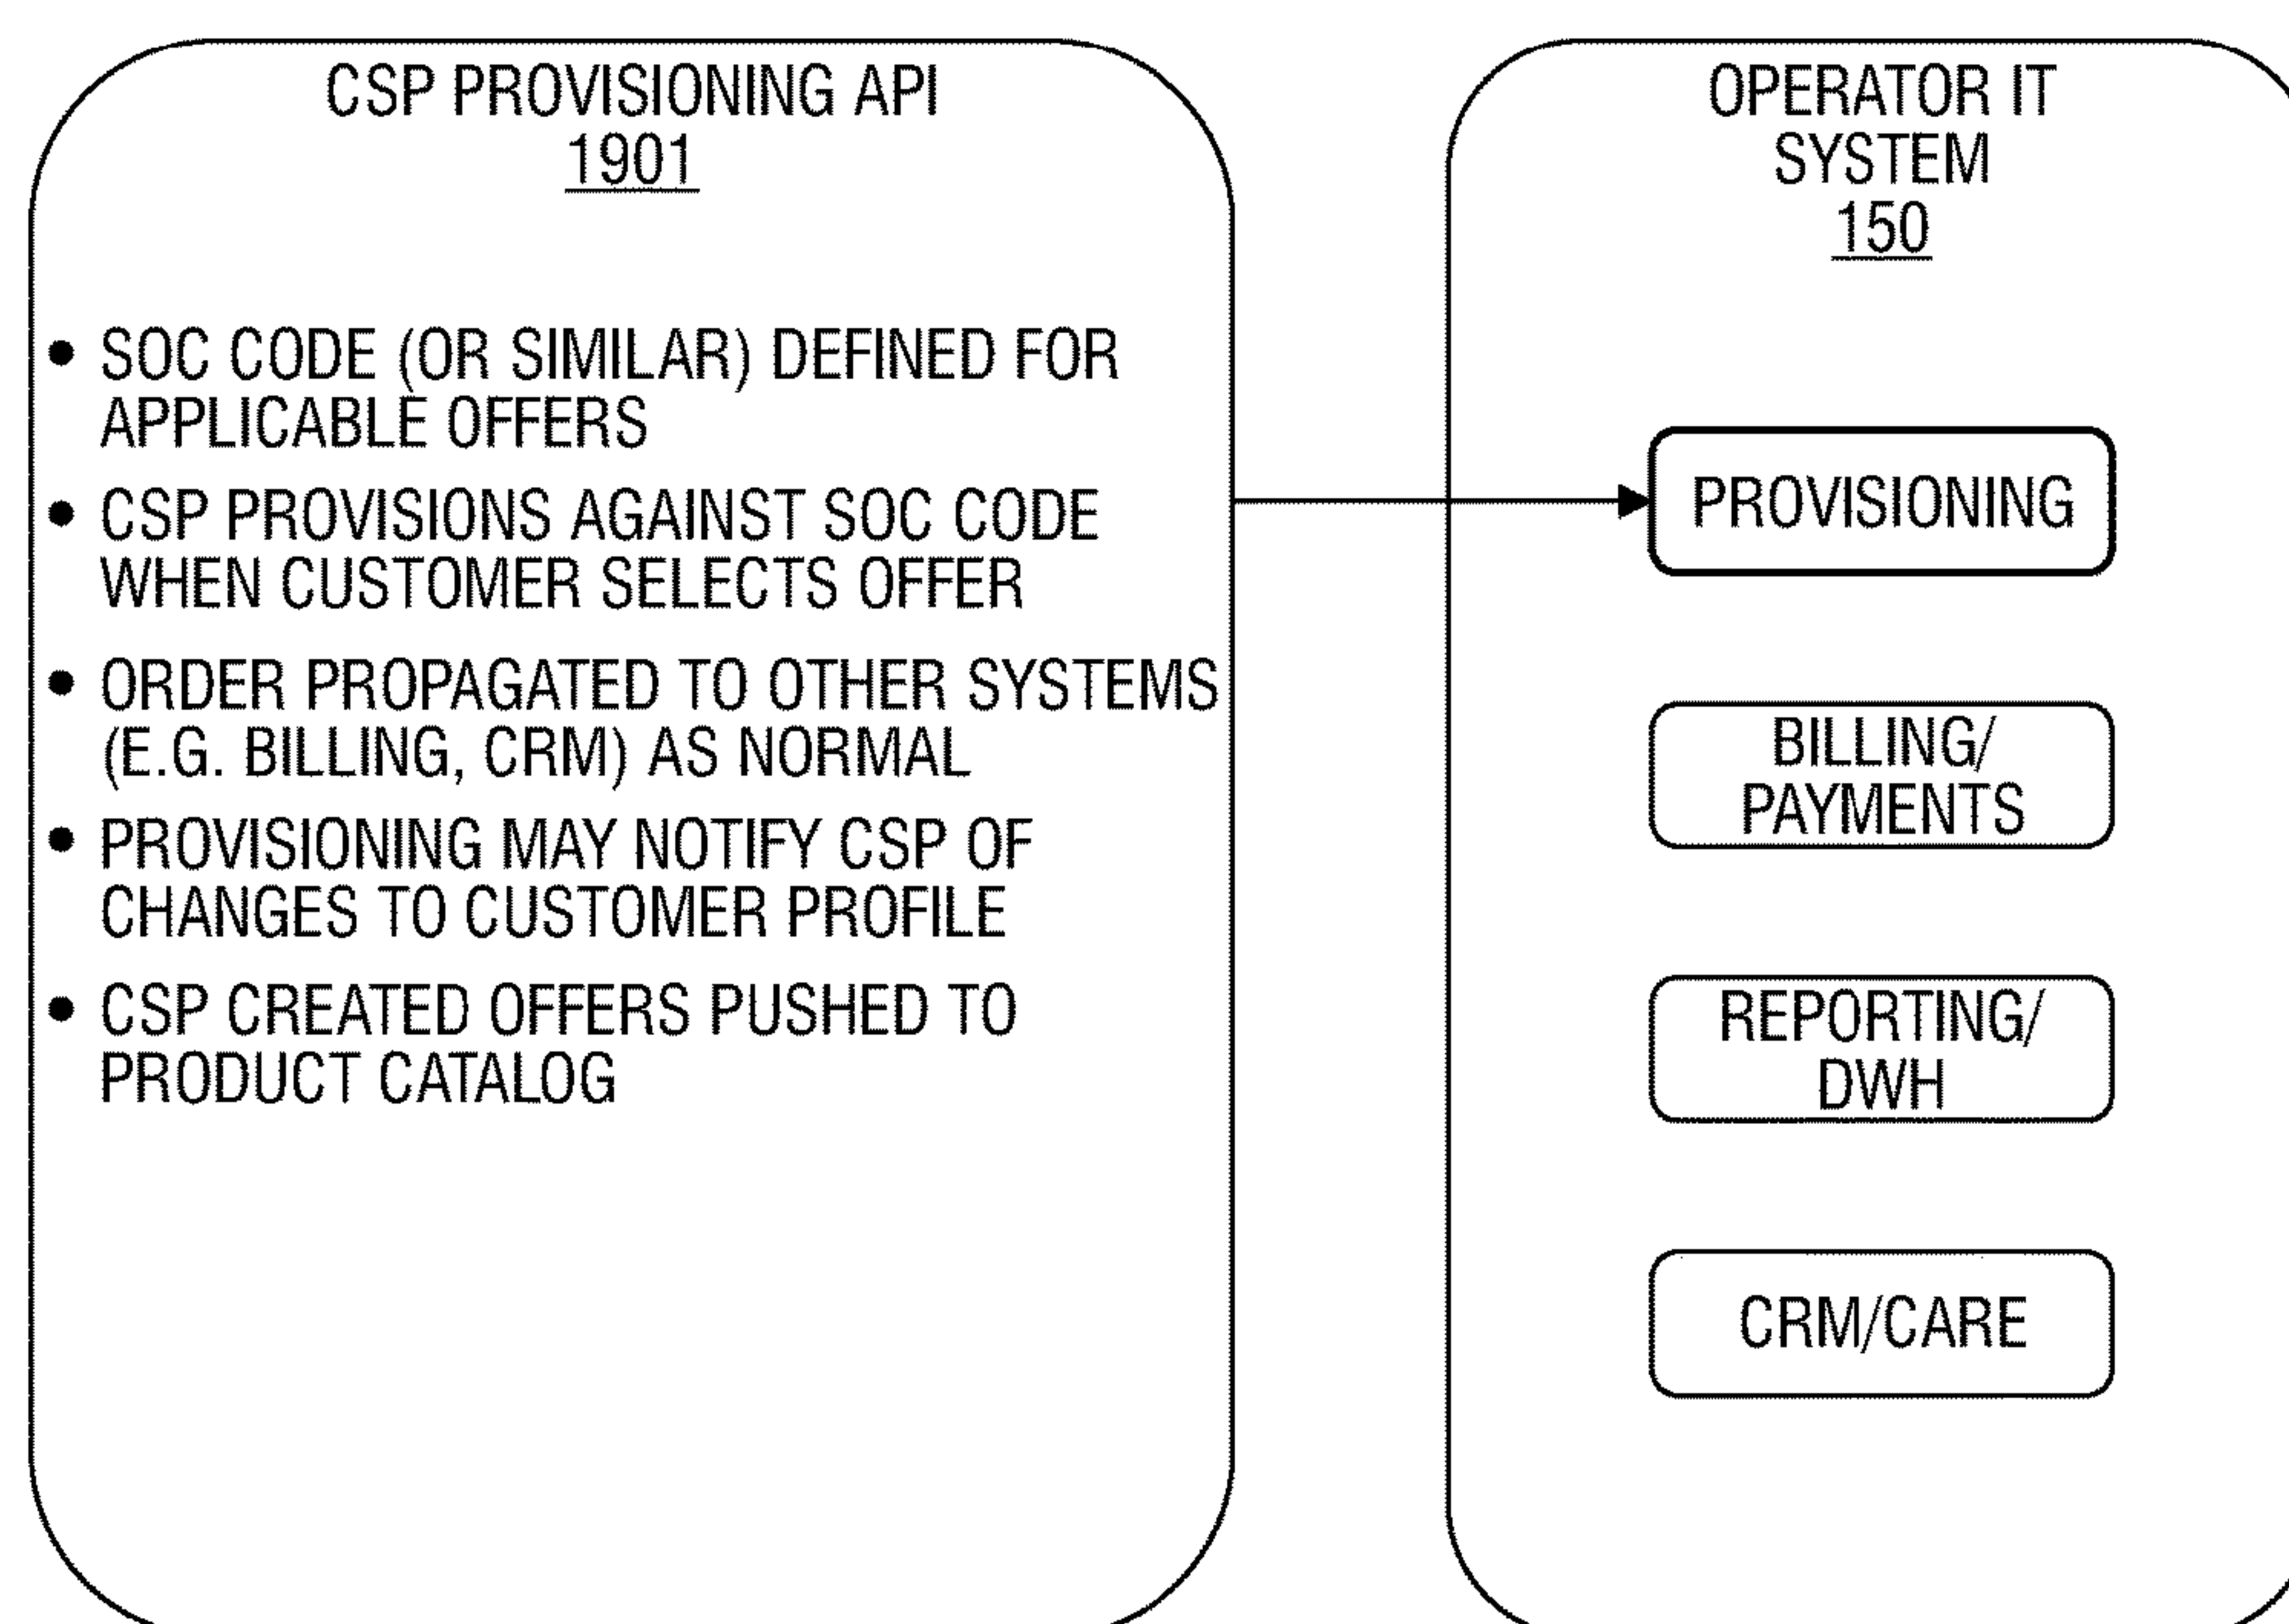 CSP PROVISIONING API
1901
• SOC CODE (OR SIMILAR) DEFINED FOR
APPLICABLE OFFERS
• CSP PROVISIONS AGAINST SOC CODE
WHEN CUSTOMER SELECTS OFFER
• ORDER PROPAGATED TO OTHER SYSTEMS
(E.G. BILLING, CRM) AS NORMAL
• PROVISIONING MAY NOTIFY CSP OF
CHANGES TO CUSTOMER PROFILE
• CSP CREATED OFFERS PUSHED TO
PRODUCT CATALOG
OPERATOR IT
SYSTEM
150
PROVISIONING
BILLING/
PAYMENTS
REPORTING/
DWH
CRM/CARE